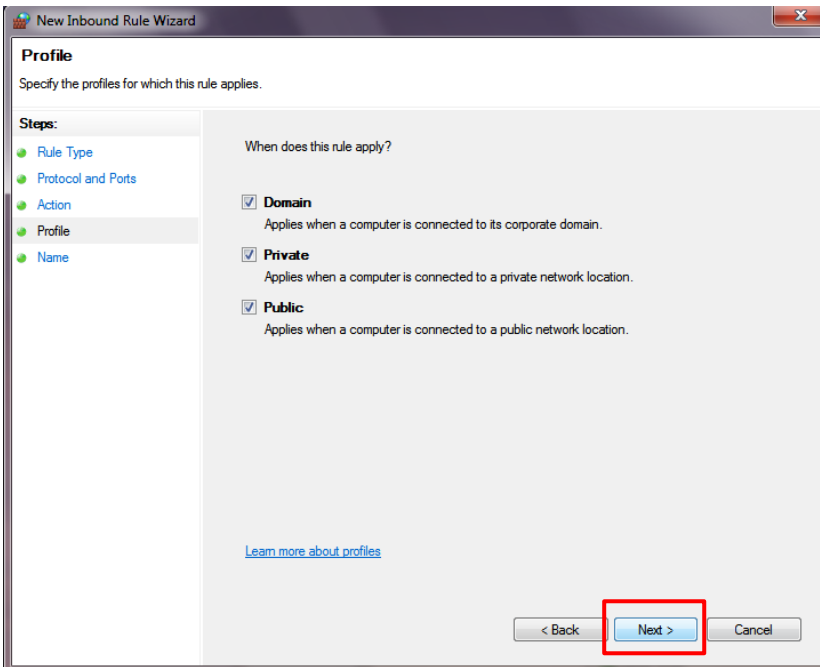 New Inbound Rule Wizard
Profile
Specify the profiles for which this rule applies.
Steps:
Rule Type
Protocol and Ports
Action
Profile
Name
When does this rule apply?
Domain
Applies when a computer is connected to its corporate domain.
Private
Applies when a computer is connected to a private network location.
Public
Applies when a computer is connected to a public network location.
Learn more about profiles
< Back
Next >
Cancel